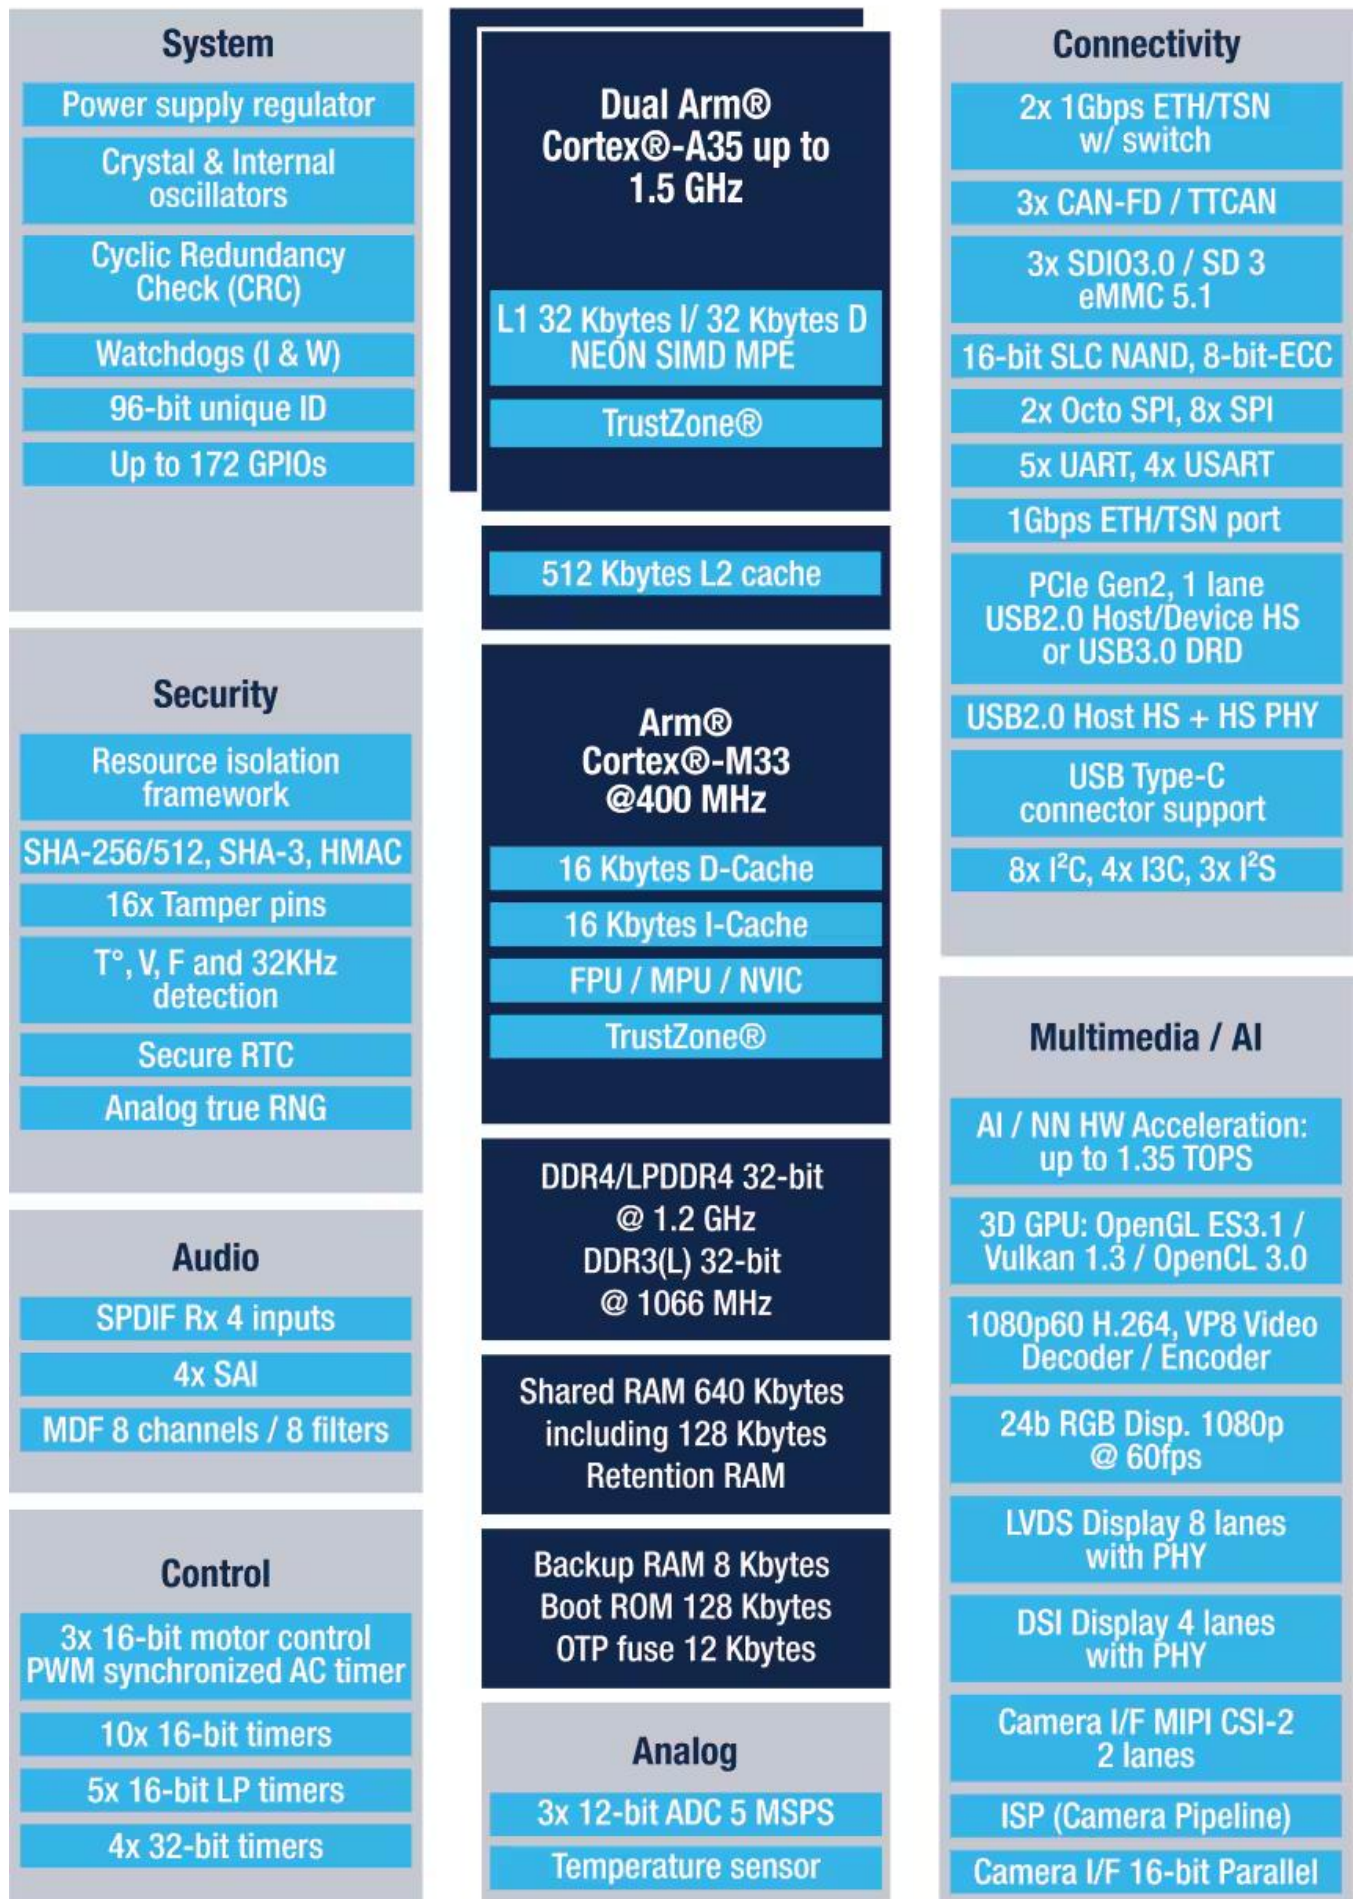 System
Power supply regulator
Crystal & Internal
oscillators
Cyclic Redundancy
Check (CRC)
Watchdogs (I & W)
96-bit unique ID
Up to 172 GPIOs
Security
Resource isolation
framework
SHA-256/512, SHA-3, HMAC
16x Tamper pins
T°, V, F and 32KHz
detection
Secure RTC
Analog true RNG
Audio
SPDIF Rx 4 inputs
4x SAI
MDF 8 channels / 8 filters
Control
3x 16-bit motor control
PWM synchronized AC timer
10x 16-bit timers
5x 16-bit LP timers
4x 32-bit timers
Dual Arm®
Cortex®-A35 up to
1.5 GHz
L1 32 Kbytes I/ 32 Kbytes D
NEON SIMD MPE
TrustZone®
512 Kbytes L2 cache
Arm®
Cortex®-M33
@400 MHz
16 Kbytes D-Cache
16 Kbytes I-Cache
FPU / MPU / NVIC
TrustZone®
DDR4/LPDDR4 32-bit
@ 1.2 GHz
DDR3(L) 32-bit
@ 1066 MHz
Shared RAM 640 Kbytes
including 128 Kbytes
Retention RAM
Backup RAM 8 Kbytes
Boot ROM 128 Kbytes
OTP fuse 12 Kbytes
Analog
3x 12-bit ADC 5 MSPS
Temperature sensor
Connectivity
2x 1Gbps ETH/TSN
w/ switch
3x CAN-FD / TTCAN
3x SDIO3.0 / SD 3
eMMC 5.1
16-bit SLC NAND, 8-bit-ECC
2x Octo SPI, 8x SPI
5x UART, 4x USART
1Gbps ETH/TSN port
PCIe Gen2, 1 lane
USB2.0 Host/Device HS
or USB3.0 DRD
USB2.0 Host HS + HS PHY
USB Type-C
connector support
8x I²C, 4x I3C, 3x I²S
Multimedia / AI
AI / NN HW Acceleration:
up to 1.35 TOPS
3D GPU: OpenGL ES3.1 /
Vulkan 1.3 / OpenCL 3.0
1080p60 H.264, VP8 Video
Decoder / Encoder
24b RGB Disp. 1080p
@ 60fps
LVDS Display 8 lanes
with PHY
DSI Display 4 lanes
with PHY
Camera I/F MIPI CSI-2
2 lanes
ISP (Camera Pipeline)
Camera I/F 16-bit Parallel